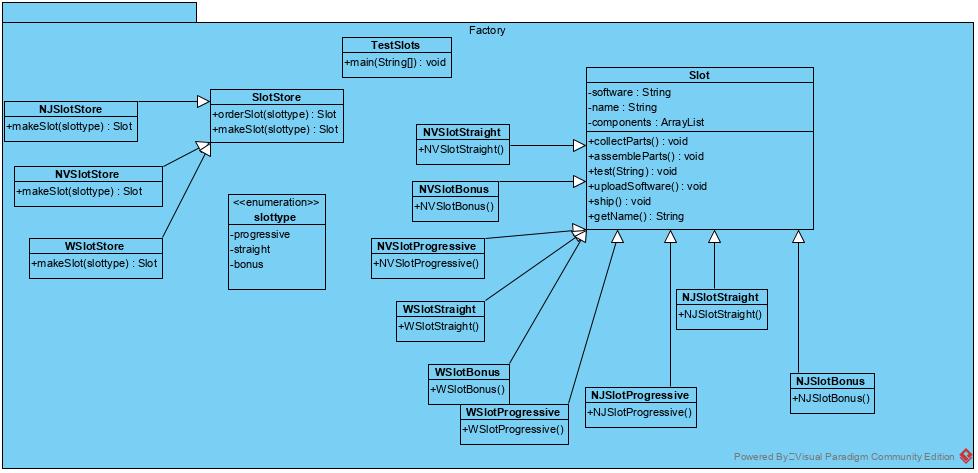 Factory
TestSlots
+main(String[]) : void
NJSlotStore
+makeSlot(slottype) : Slot
SlotStore
+orderSlot(slottype) : Slot
+makeSlot(slottype) : Slot
NVSlotStore
+makeSlot(slottype) : Slot
WSlotStore
+makeSlot(slottype) : Slot
<<enumeration>>
slottype
-progressive
-straight
-bonus
Slot
-software : String
-name : String
-components : ArrayList
+collectParts() : void
+assembleParts() : void
+test(String) : void
+uploadSoftware() : void
+ship() : void
+getName() : String
NVSlotStraight
+NVSlotStraight()
NVSlotBonus
+NVSlotBonus()
NVSlotProgressive
+NVSlotProgressive()
WSlotStraight
+WSlotStraight()
WSlotBonus
+WSlotBonus()
WSlotProgressive
+WSlotProgressive()
NJSlotStraight
+NJSlotStraight()
NJSlotProgressive
+NJSlotProgressive()
NJSlotBonus
+NJSlotBonus()
Powered By Visual Paradigm Community Edition